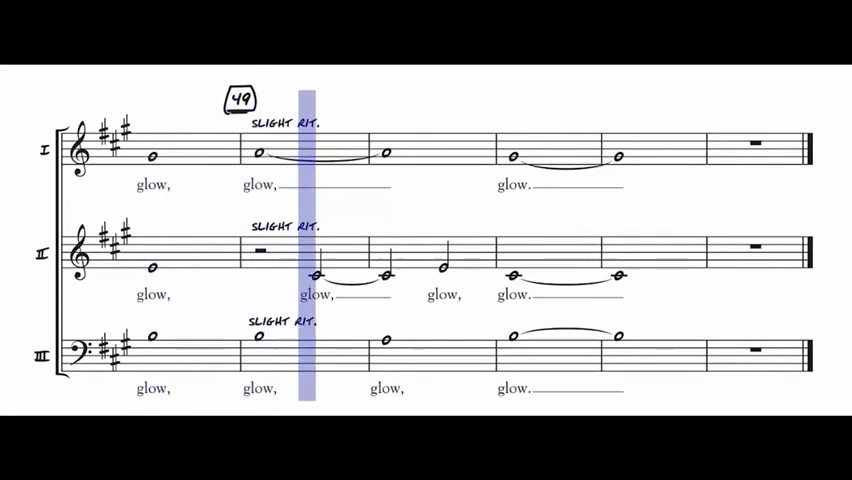 49
SLIGHT RIT.
I
glow, glow, glow.
SLIGHT RIT.
II
glow, glow, glow, glow.
SLIGHT RIT.
III
glow, glow, glow, glow.